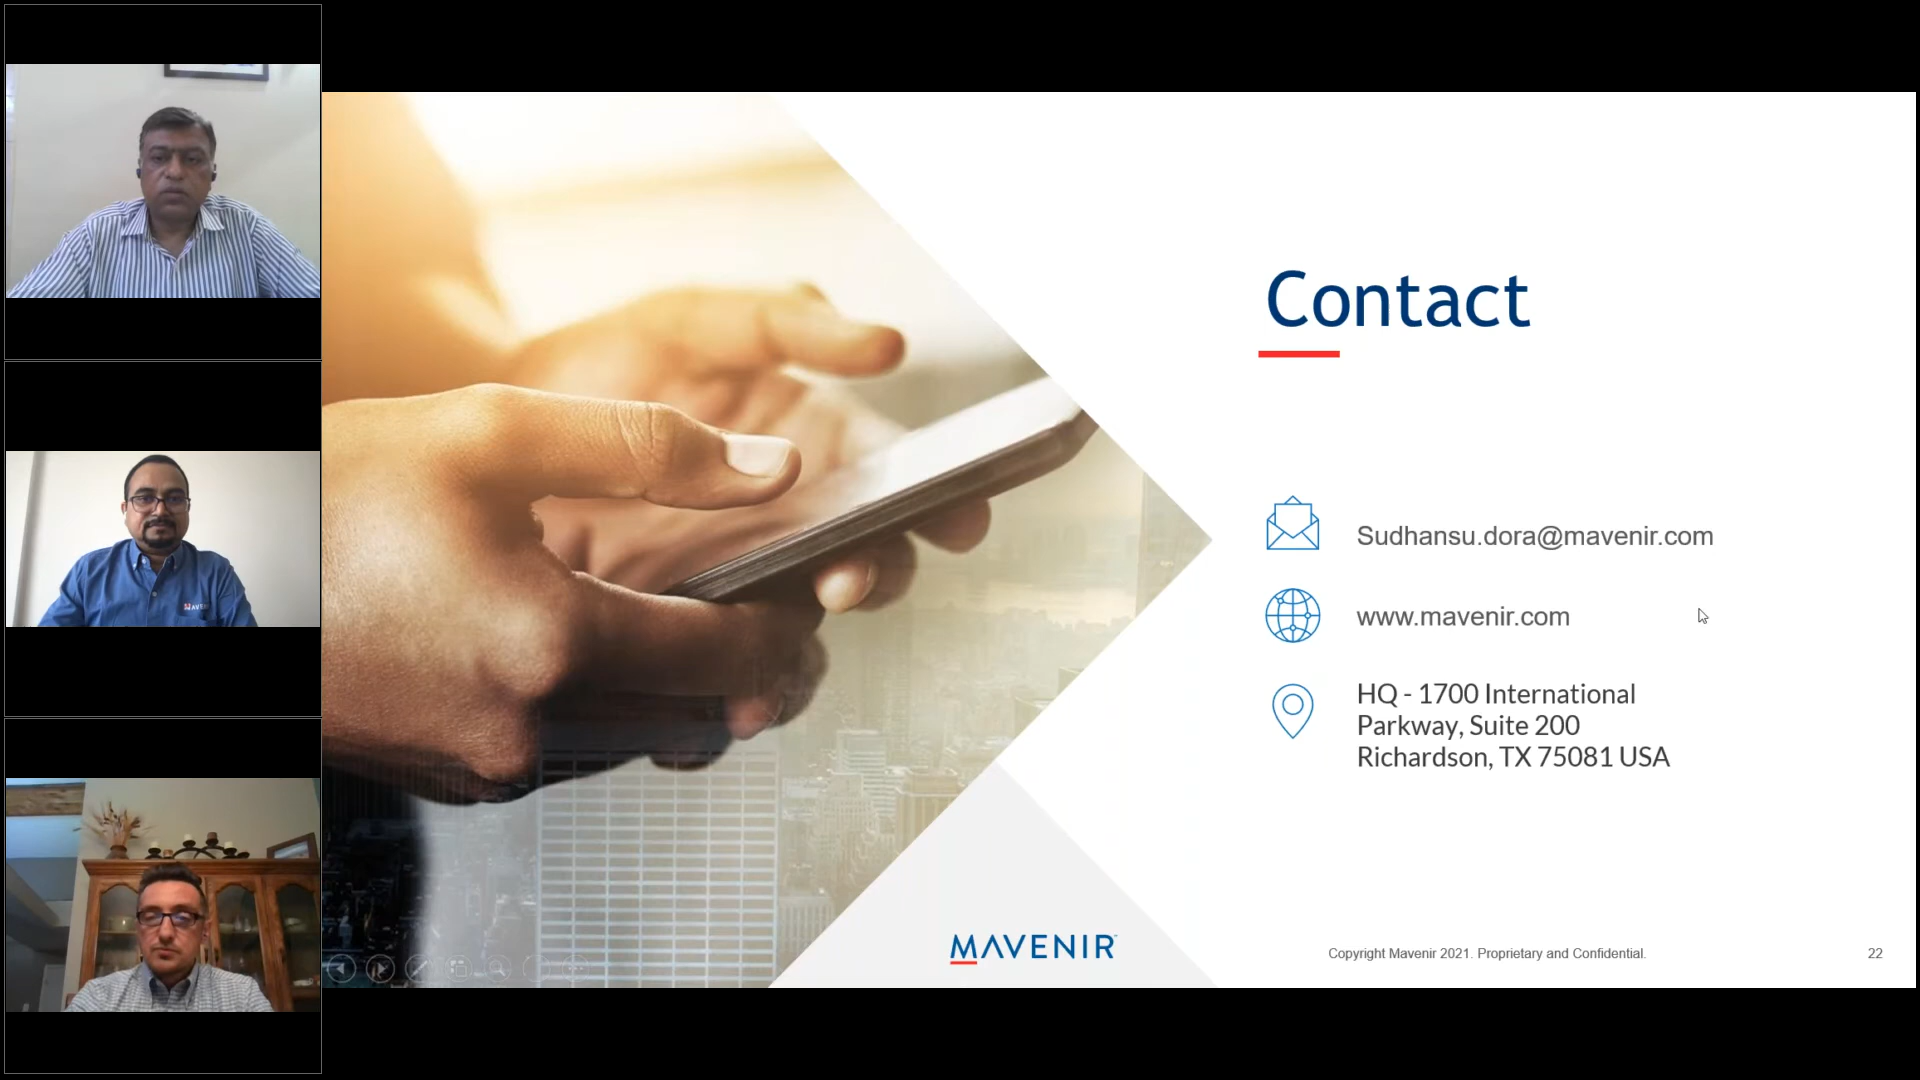 Contact
Sudhansu.dora@mavenir.com
www.mavenir.com
HQ - 1700 International
Parkway, Suite 200
Richardson, TX 75081 USA
MAVENIR
Copyright Mavenir 2021. Proprietary and Confidential.
22